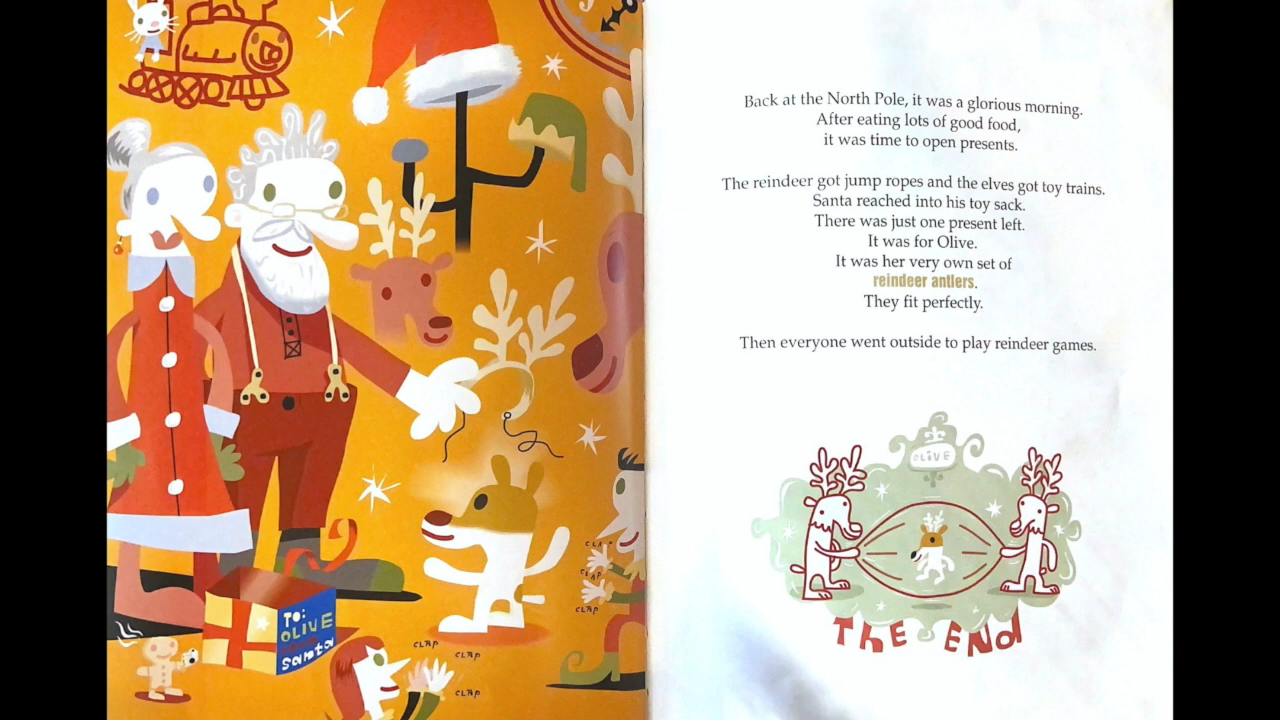 CLAP
CLAP
CLAP
TO:
OLIVE
Santa
CLAP
CLAP
CLAP
Back at the North Pole, it was a glorious morning.
After eating lots of good food,
it was time to open presents.
The reindeer got jump ropes and the elves got toy trains.
Santa reached into his toy sack.
There was just one present left.
It was for Olive.
It was her very own set of
reindeer antlers.
They fit perfectly.
Then everyone went outside to play reindeer games.
OLIVE
The End